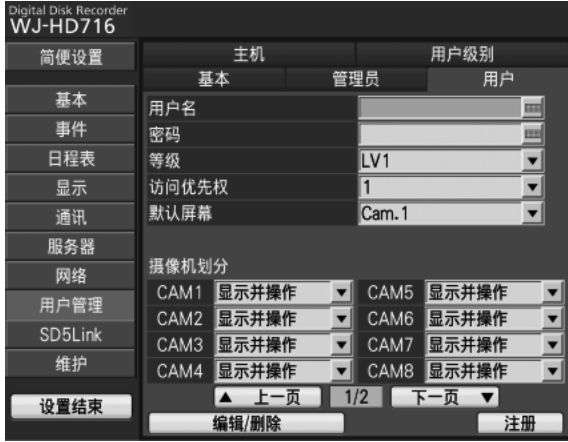 Digital Disk Recorder
WJ-HD716
简便设置
基本
事件
日程表
显示
通讯
服务器
网络
用户管理
SD5Link
维护
设置结束
主机 用户级别
基本 管理员 用户
用户名
密码
等级 LV1
访问优先权 1
默认屏幕 Cam.1
摄像机划分
CAM1 显示并操作 CAM5 显示并操作
CAM2 显示并操作 CAM6 显示并操作
CAM3 显示并操作 CAM7 显示并操作
CAM4 显示并操作 CAM8 显示并操作
▲ 上一页 1/2 下一页 ▼
编辑/删除 注册